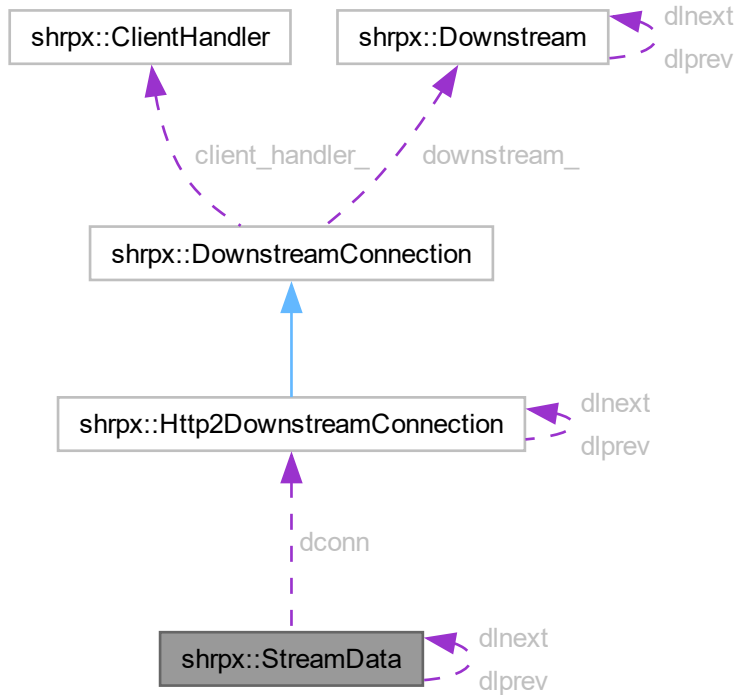 shrpx::ClientHandler
shrpx::Downstream
dlnext
dlprev
client_handler_
downstream_
shrpx::DownstreamConnection
shrpx::Http2DownstreamConnection
dlnext
dlprev
dconn
shrpx::StreamData
dlnext
dlprev